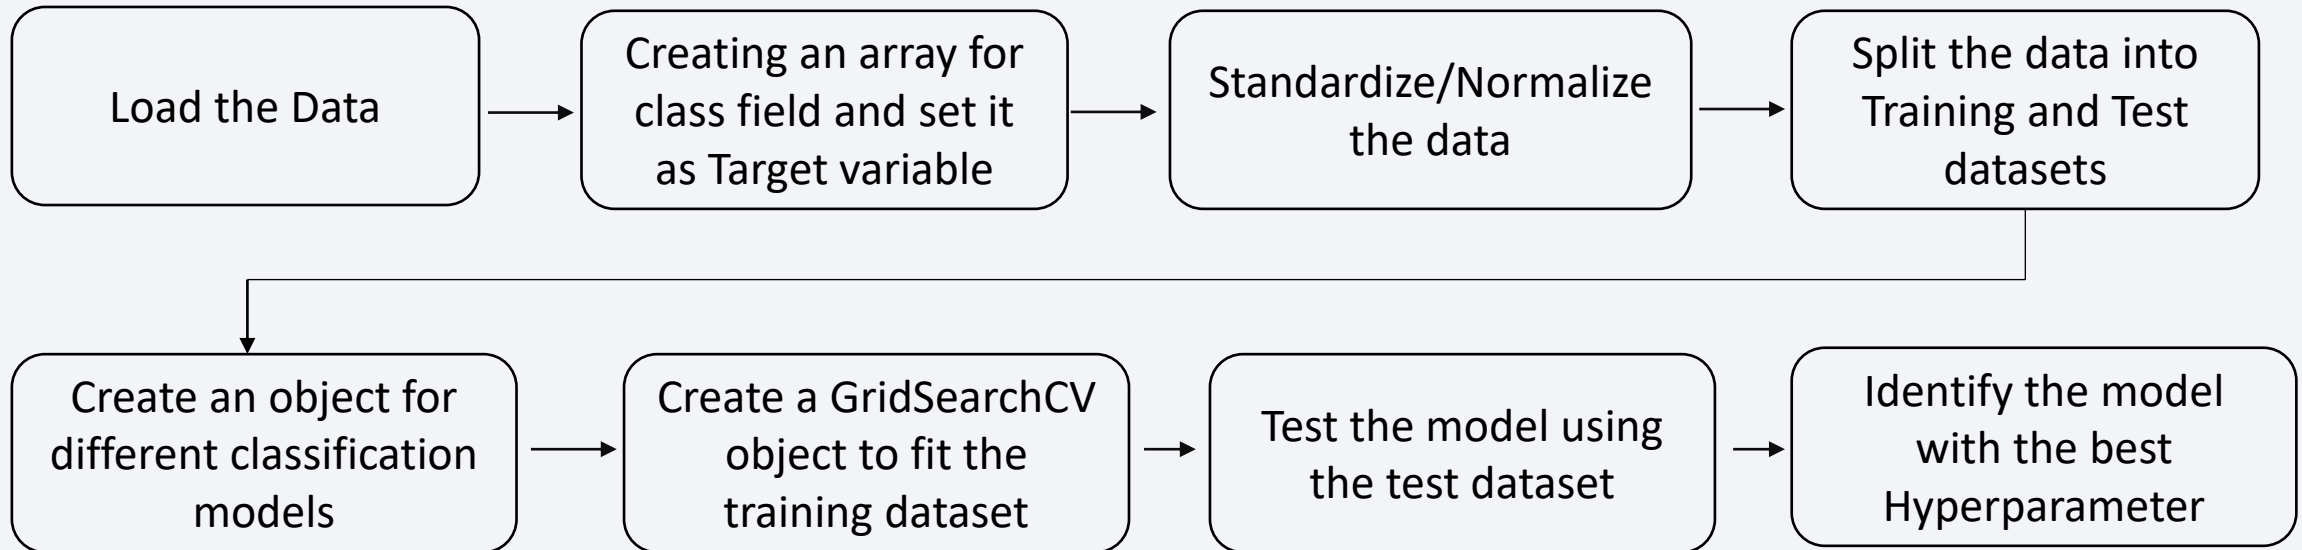 Load the Data
Creating an array for
class field and set it
as Target variable
Standardize/Normalize
the data
Split the data into
Training and Test
datasets
Create an object for
different classification
models
Create a GridSearchCV
object to fit the
training dataset
Test the model using
the test dataset
Identify the model
with the best
Hyperparameter